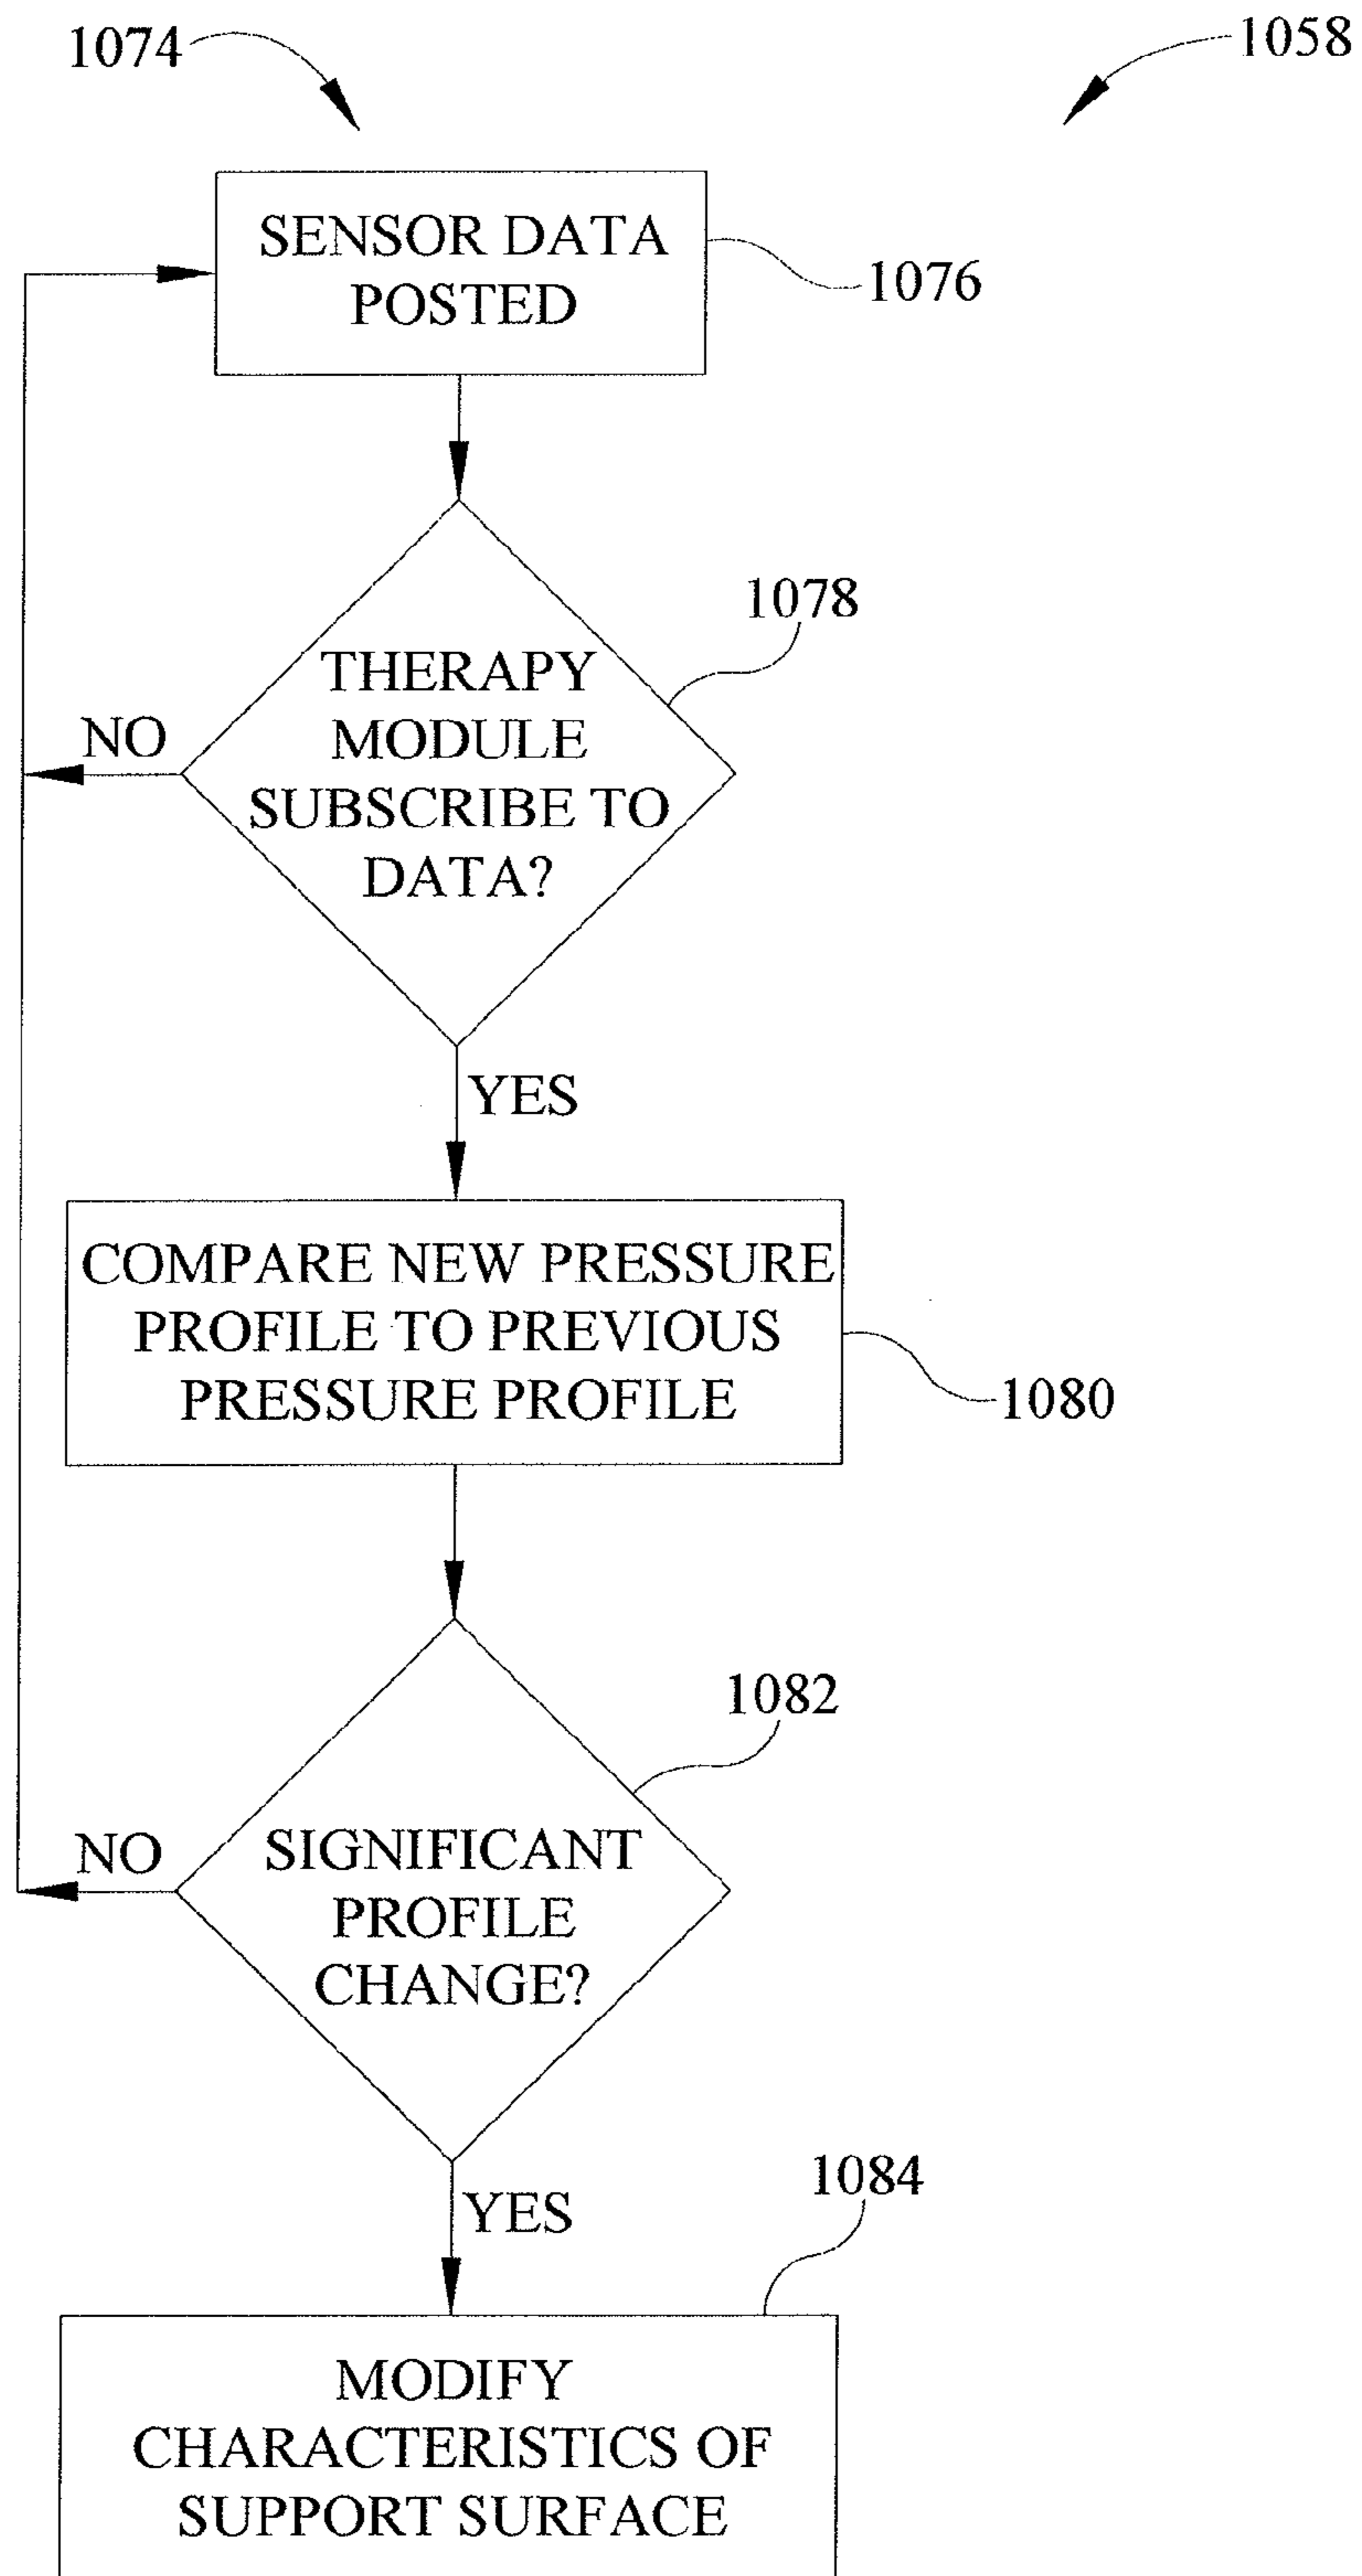 1074
1058
SENSOR DATA
POSTED
1076
1078
THERAPY
MODULE
SUBSCRIBE TO
DATA?
NO
YES
COMPARE NEW PRESSURE
PROFILE TO PREVIOUS
PRESSURE PROFILE
1080
1082
SIGNIFICANT
PROFILE
CHANGE?
NO
YES
1084
MODIFY
CHARACTERISTICS OF
SUPPORT SURFACE